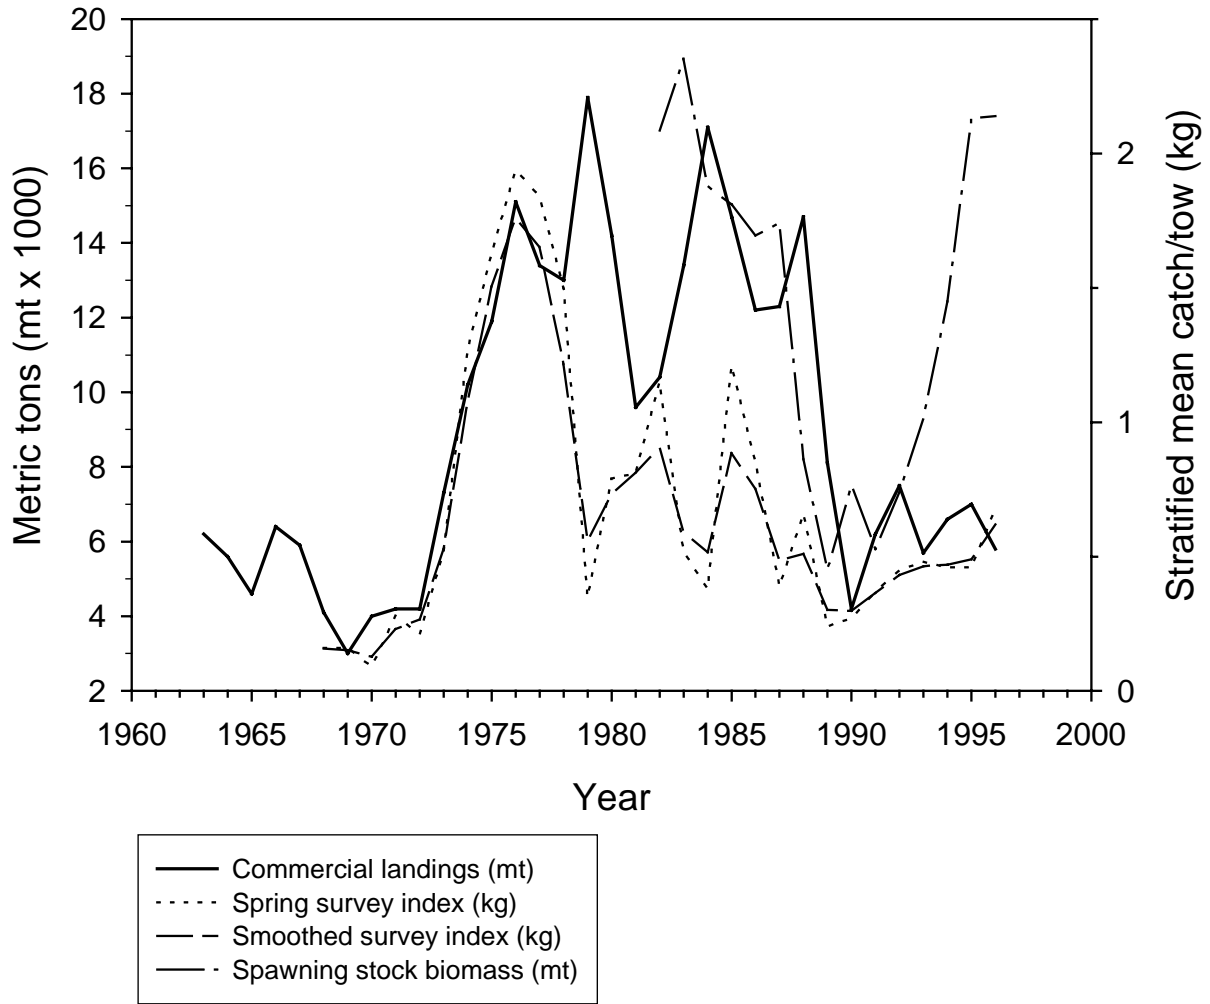 20
18
16
14
12
10
8
6
4
2
Metric tons (mt x 1000)
2
1
0
Stratified mean catch/tow (kg)
1960 1965 1970 1975 1980 1985 1990 1995 2000
Year
Commercial landings (mt)
Spring survey index (kg)
Smoothed survey index (kg)
Spawning stock biomass (mt)